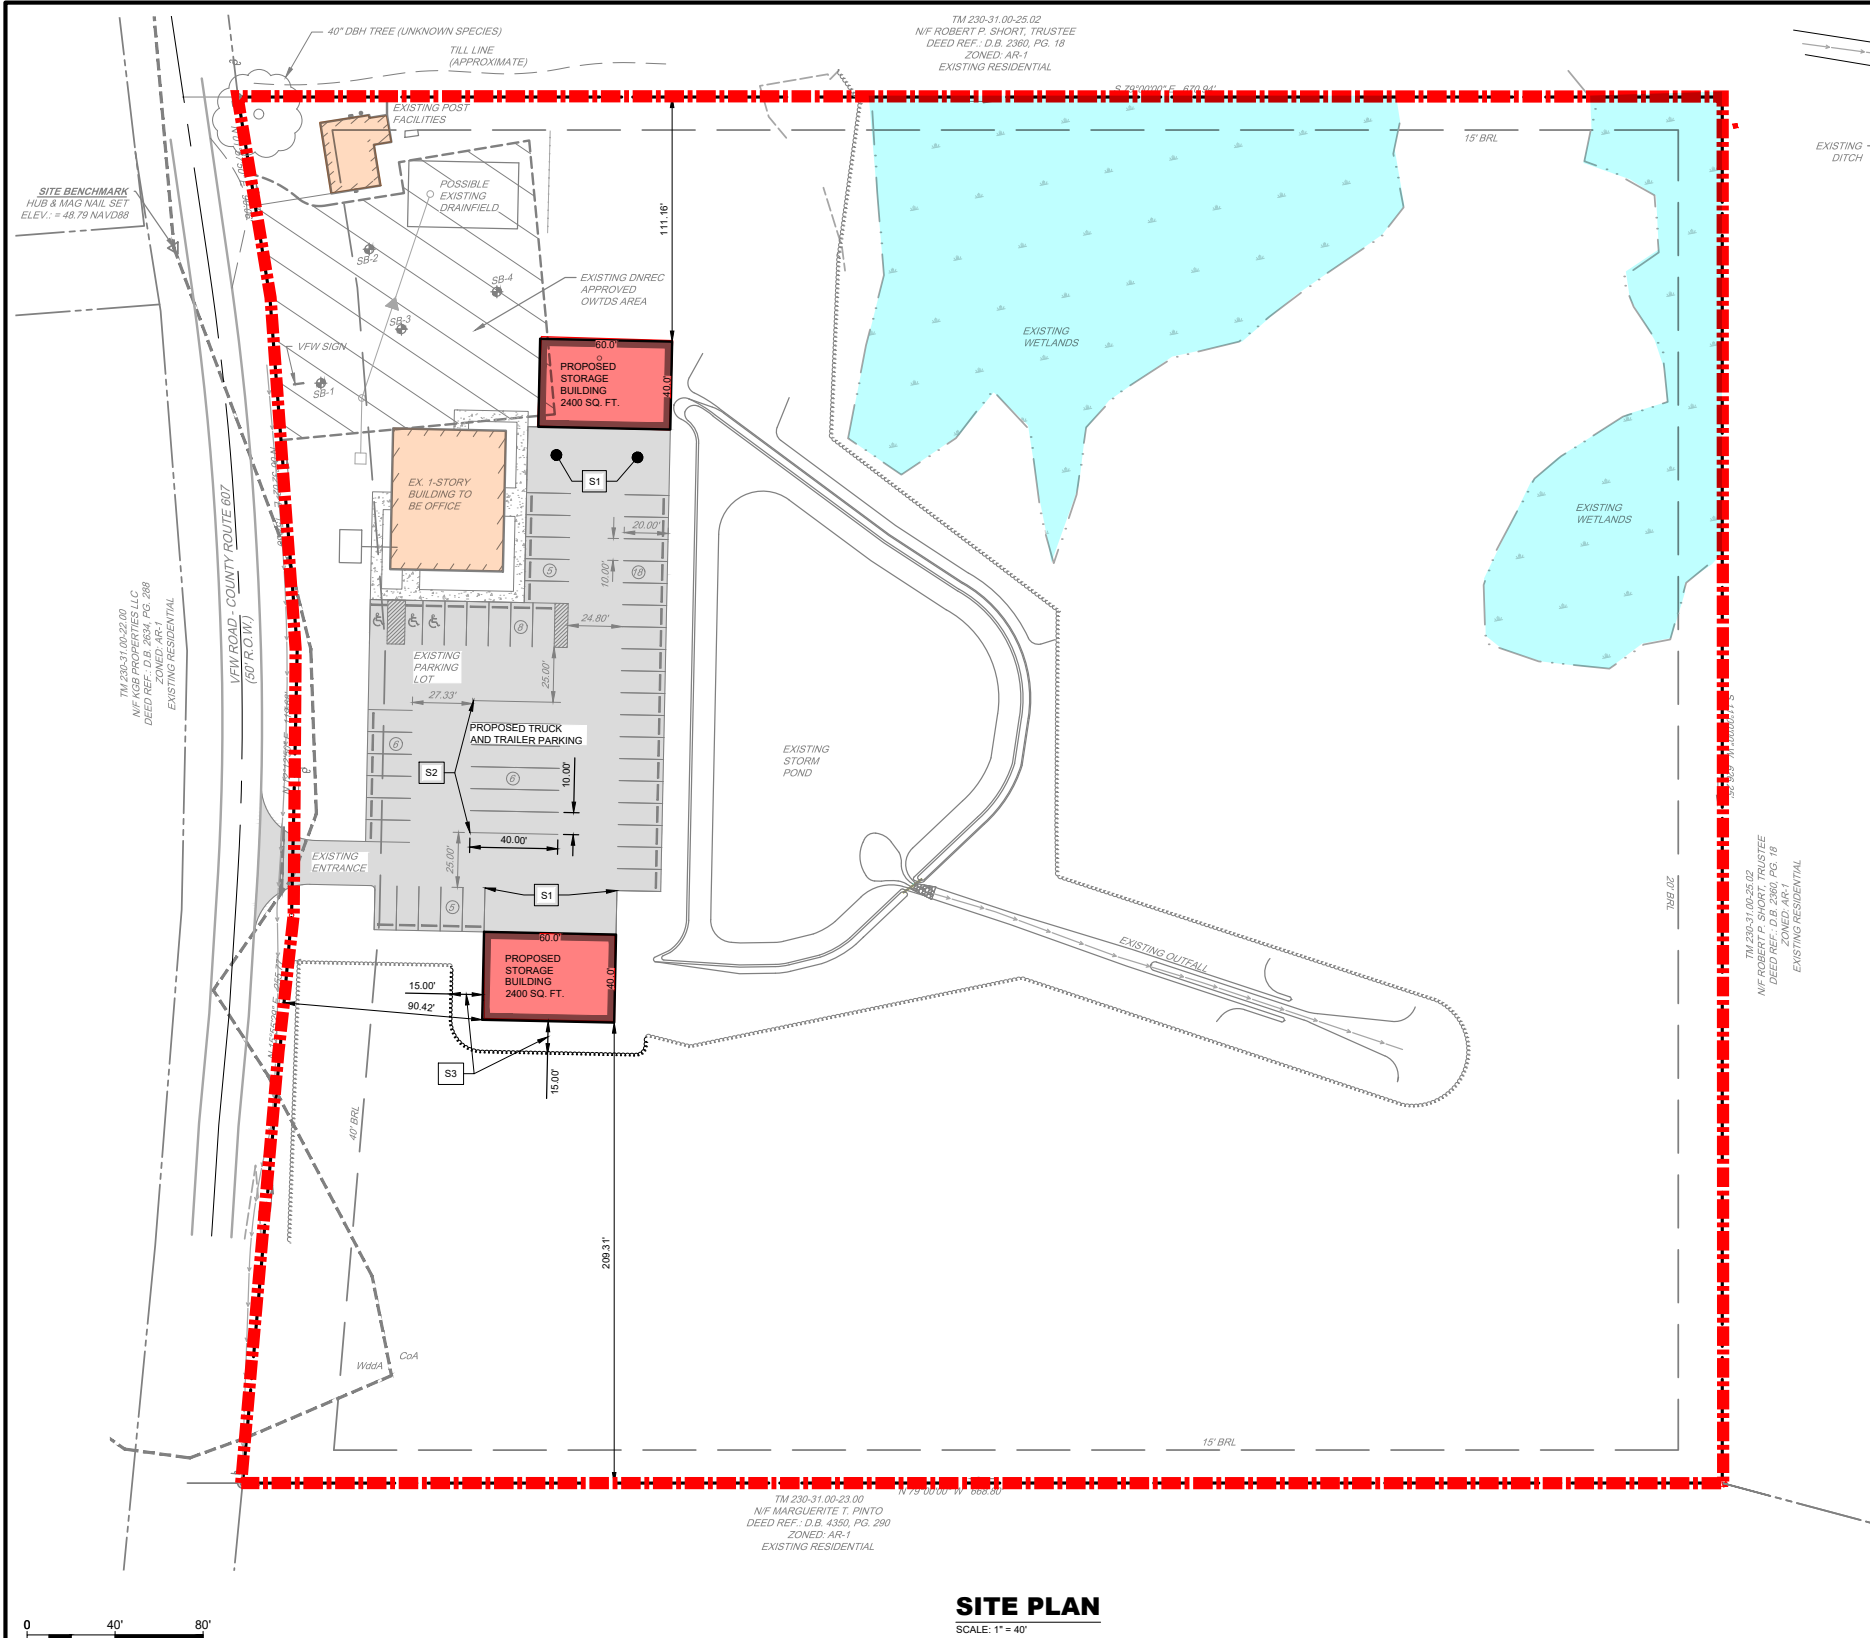 TM 230-31.00-25.02
N/F ROBERT P. SHORT, TRUSTEE
DEED REF.: D.B. 2360, PG. 18
ZONED: AR-1
EXISTING RESIDENTIAL
40" DBH TREE (UNKNOWN SPECIES)
TILL LINE
(APPROXIMATE)
S 79°00'00" E 670.94'
EXISTING POST
FACILITIES
15' BRL
EXISTING
DITCH
SITE BENCHMARK
HUB & MAG NAIL SET
ELEV.: = 48.79 NAVD88
POSSIBLE
EXISTING
DRAINFIELD
111.16'
SB-2
SB-4
EXISTING DNREC
APPROVED
OWTDS AREA
SB-3
VFW SIGN
SB-1
EXISTING
WETLANDS
60.0'
PROPOSED
STORAGE
BUILDING
2400 SQ. FT.
40.0'
S1
EX. 1-STORY
BUILDING TO
BE OFFICE
EXISTING
WETLANDS
20.00'
10.00'
5
18
8
24.80'
25.00'
EXISTING
PARKING
LOT
27.33'
VFW ROAD - COUNTY ROUTE 607
(50' R.O.W.)
TM 230-31.00-22.00
N/F KGB PROPERTIES LLC
DEED REF.: D.B. 2634, PG. 288
ZONED: AR-1
EXISTING RESIDENTIAL
PROPOSED TRUCK
AND TRAILER PARKING
6
S2
6
10.00'
40.00'
25.00'
EXISTING
STORM
POND
EXISTING
ENTRANCE
S1
5
60.0'
PROPOSED
STORAGE
BUILDING
2400 SQ. FT.
40.0'
15.00'
90.42'
S3
15.00'
EXISTING OUTFALL
20' BRL
TM 230-31.00-25.02
N/F ROBERT P. SHORT, TRUSTEE
DEED REF.: D.B. 2360, PG. 18
ZONED: AR-1
EXISTING RESIDENTIAL
40' BRL
209.31'
WddA
CoA
15' BRL
N 79°00'00" W 668.80'
TM 230-31.00-23.00
N/F MARGUERITE T. PINTO
DEED REF.: D.B. 4350, PG. 290
ZONED: AR-1
EXISTING RESIDENTIAL
SITE PLAN
SCALE: 1" = 40'
0 40' 80'